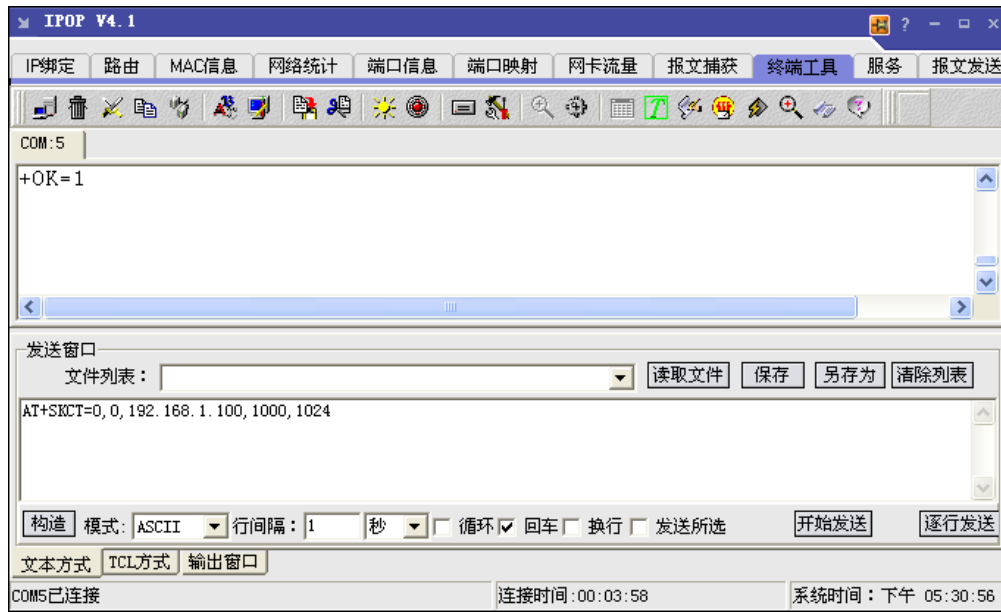 IPOP V4.1
IP绑定 路由 MAC信息 网络统计 端口信息 端口映射 网卡流量 报文捕获 终端工具 服务 报文发送
COM:5
+OK=1
发送窗口
文件列表： 读取文件 保存 另存为 清除列表
AT+SKCT=0,0,192.168.1.100,1000,1024
构造 模式: ASCII 行间隔：1 秒 循环 回车 换行 发送所选 开始发送 逐行发送
文本方式 TCL方式 输出窗口
COM5已连接 连接时间:00:03:58 系统时间：下午 05:30:56